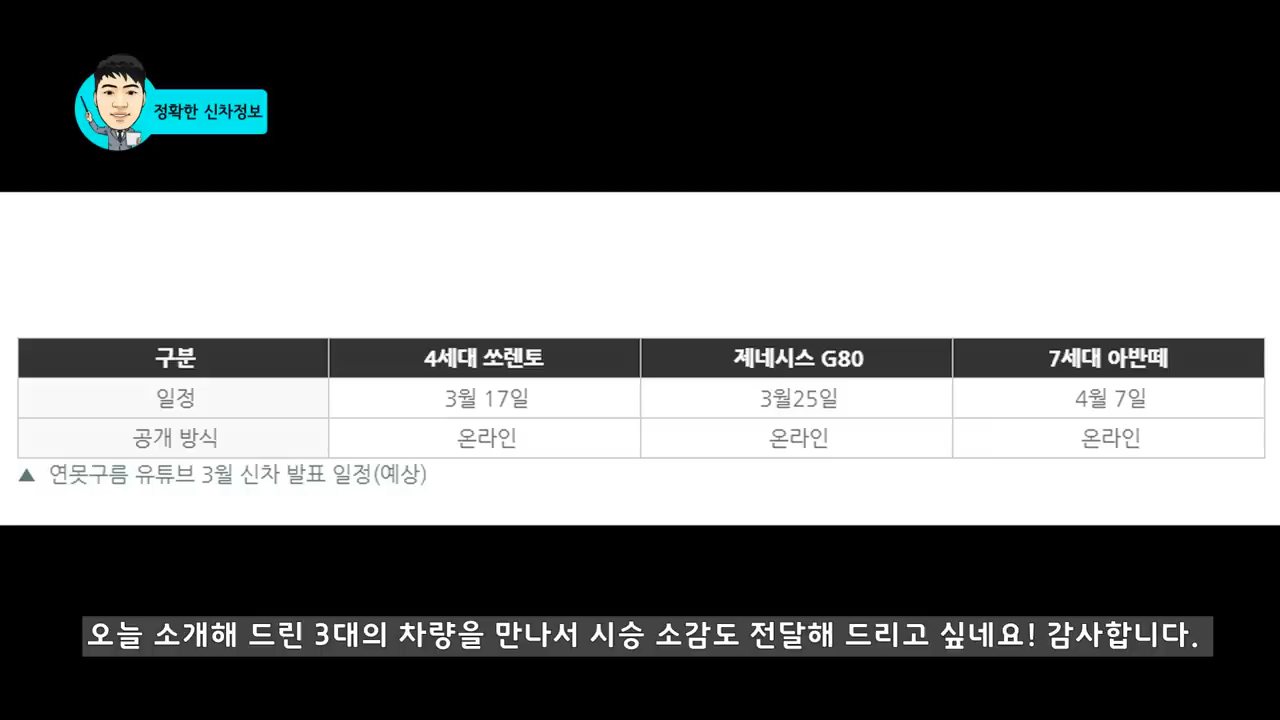 정확한 신차정보
구분 4세대 쏘렌토 제네시스 G80 7세대 아반떼
일정 3월 17일 3월25일 4월 7일
공개 방식 온라인 온라인 온라인
▲ 연못구름 유튜브 3월 신차 발표 일정(예상)
오늘 소개해 드린 3대의 차량을 만나서 시승 소감도 전달해 드리고 싶네요! 감사합니다.